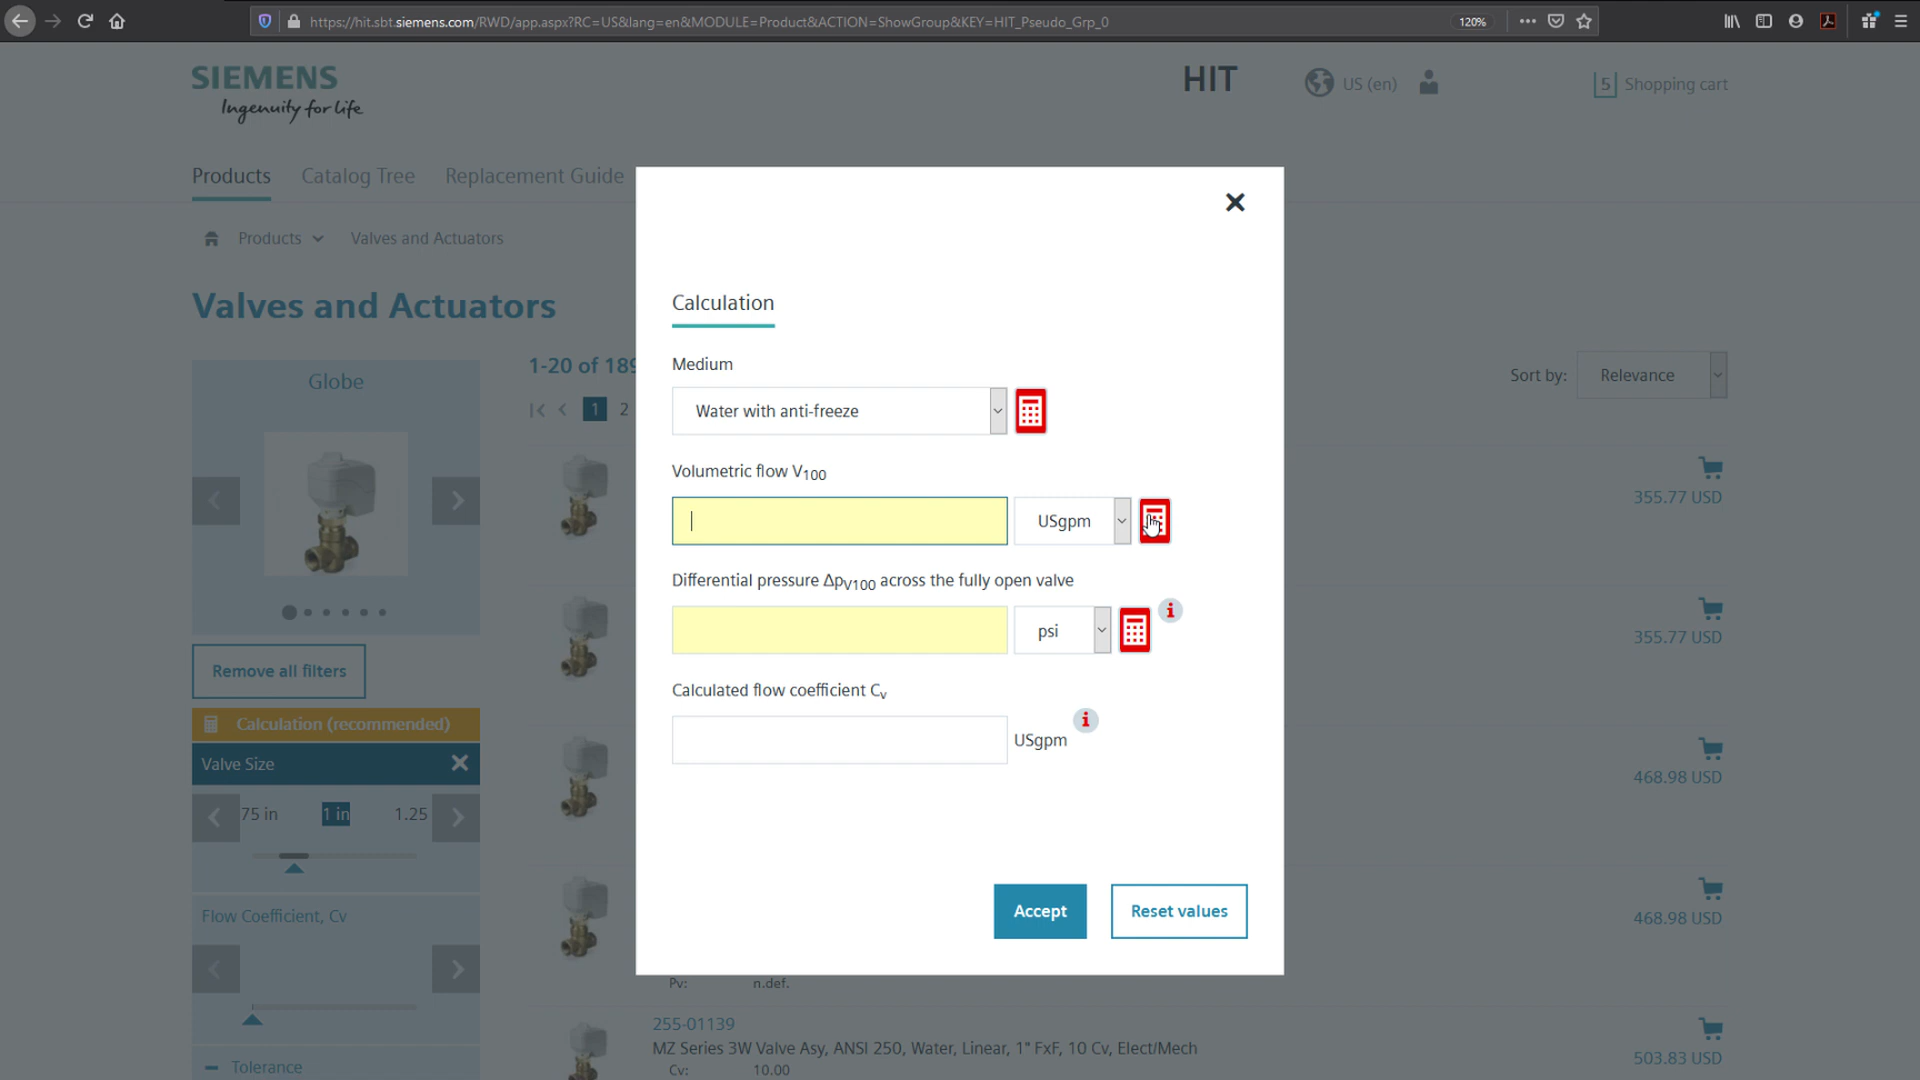 https://hit.sbt.siemens.com/RWD/app.aspx?RC=US&lang=en&MODULE=Product&ACTION=ShowGroup&KEY=HIT_Pseudo_Grp_0
120%
SIEMENS
Ingenuity for life
HIT
US (en)
5 Shopping cart
Products Catalog Tree Replacement Guide
Products Valves and Actuators
Valves and Actuators
Globe
1-20 of 189
1 2
Sort by: Relevance
Calculation
Medium
Water with anti-freeze
Volumetric flow V100
USgpm
Differential pressure ΔpV100 across the fully open valve
psi
i
Calculated flow coefficient Cv
USgpm
i
Accept
Reset values
Remove all filters
Calculation (recommended)
Valve Size
75 in 1 in 1.25
Flow Coefficient, Cv
Tolerance
355.77 USD
355.77 USD
468.98 USD
468.98 USD
Pv: n.def.
255-01139
MZ Series 3W Valve Asy, ANSI 250, Water, Linear, 1" FxF, 10 Cv, Elect/Mech
Cv: 10.00
503.83 USD